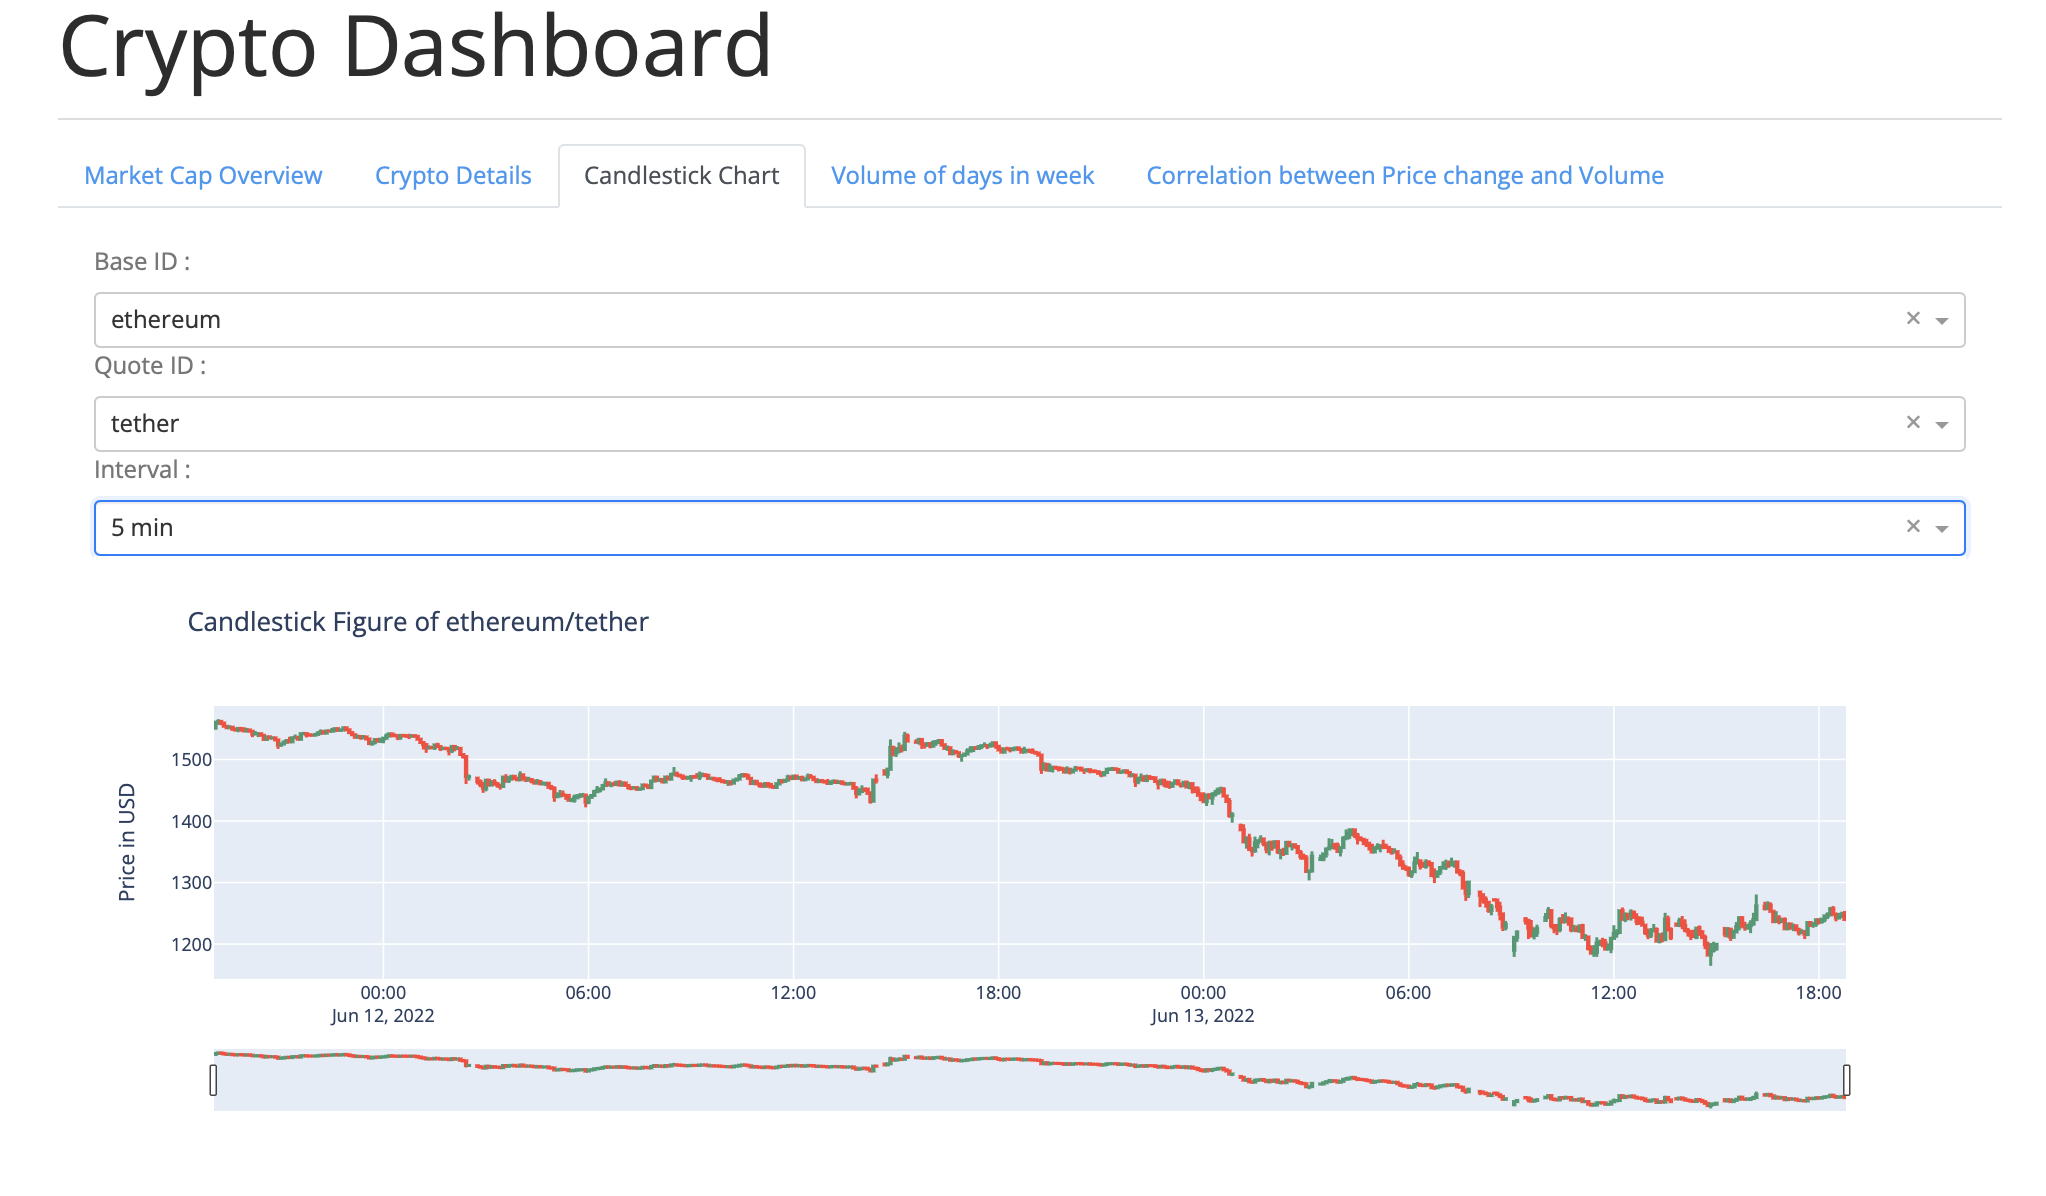 Crypto Dashboard
Market Cap Overview Crypto Details Candlestick Chart Volume of days in week Correlation between Price change and Volume
Base ID :
ethereum
Quote ID :
tether
Interval :
5 min
Candlestick Figure of ethereum/tether
Price in USD
1500
1400
1300
1200
00:00 06:00 12:00 18:00 00:00 06:00 12:00 18:00
Jun 12, 2022 Jun 13, 2022